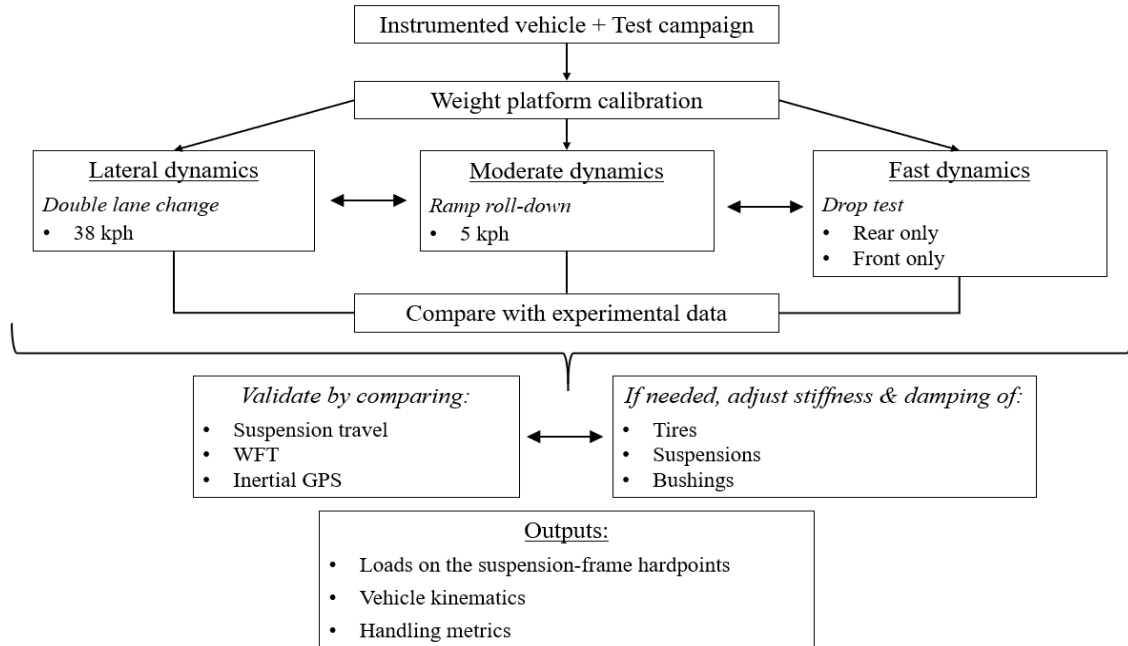 Instrumented vehicle + Test campaign
Weight platform calibration
Lateral dynamics
Double lane change
• 38 kph
Moderate dynamics
Ramp roll-down
• 5 kph
Fast dynamics
Drop test
• Rear only
• Front only
Compare with experimental data
Validate by comparing:
• Suspension travel
• WFT
• Inertial GPS
If needed, adjust stiffness & damping of:
• Tires
• Suspensions
• Bushings
Outputs:
• Loads on the suspension-frame hardpoints
• Vehicle kinematics
• Handling metrics